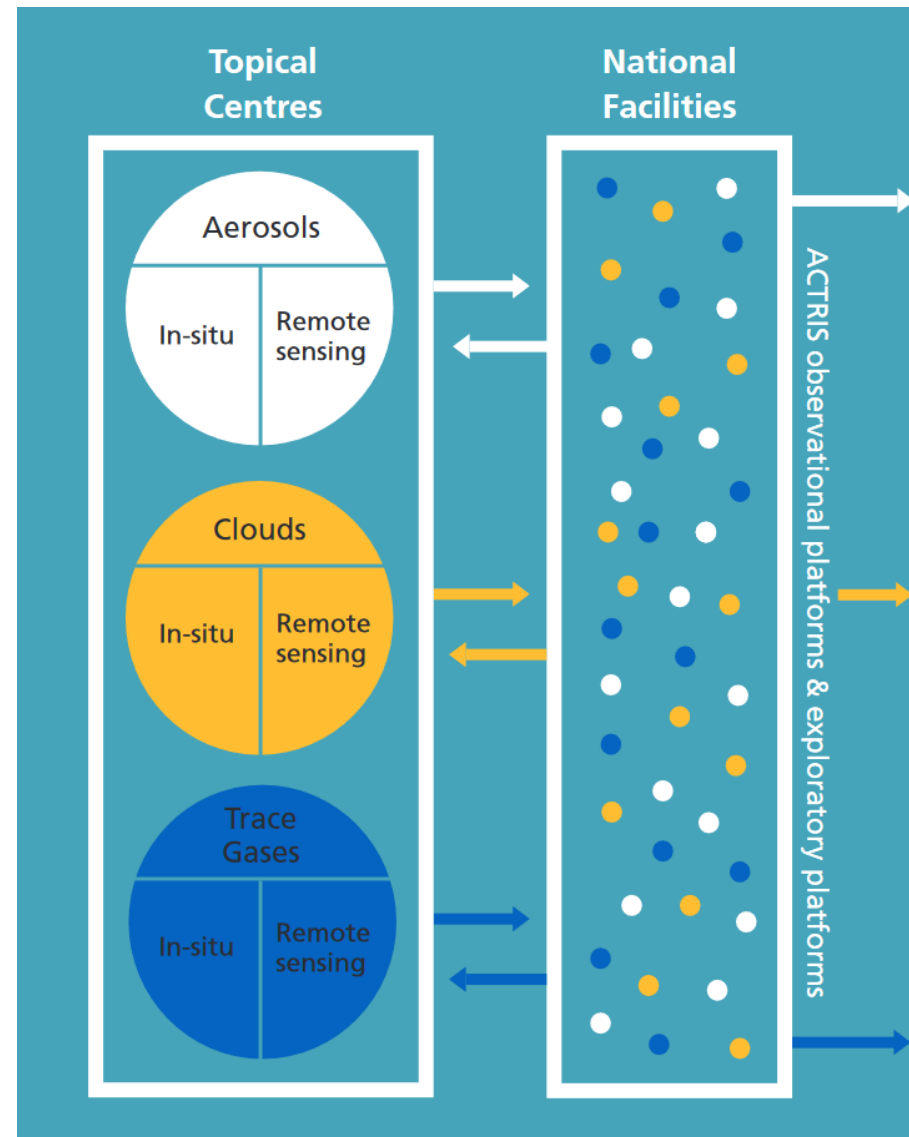 Topical
Centres
National
Facilities
Aerosols
In-situ
Remote
sensing
Clouds
In-situ
Remote
sensing
Trace
Gases
In-situ
Remote
sensing
ACTRIS observational platforms & exploratory platforms